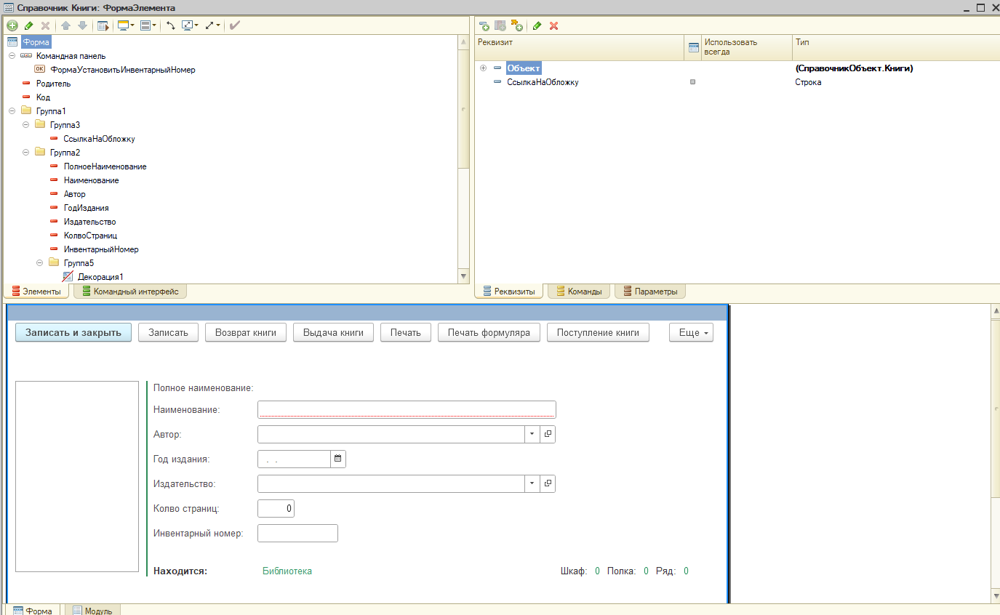 Справочник Книги: ФормаЭлемента
Форма
Командная панель
OK ФормаУстановитьИнвентарныйНомер
Родитель
Код
Группа1
Группа3
СсылкаНаОбложку
Группа2
ПолноеНаименование
Наименование
Автор
ГодИздания
Издательство
КолвоСтраниц
ИнвентарныйНомер
Группа5
Декорация1
Элементы Командный интерфейс
Реквизит Использовать всегда Тип
Объект (СправочникОбъект.Книги)
СсылкаНаОбложку Строка
Реквизиты Команды Параметры
Записать и закрыть Записать Возврат книги Выдача книги Печать Печать формуляра Поступление книги Еще
Полное наименование:
Наименование:
Автор:
Год издания: . .
Издательство:
Колво страниц: 0
Инвентарный номер:
Находится: Библиотека Шкаф: 0 Полка: 0 Ряд: 0
Форма Модуль